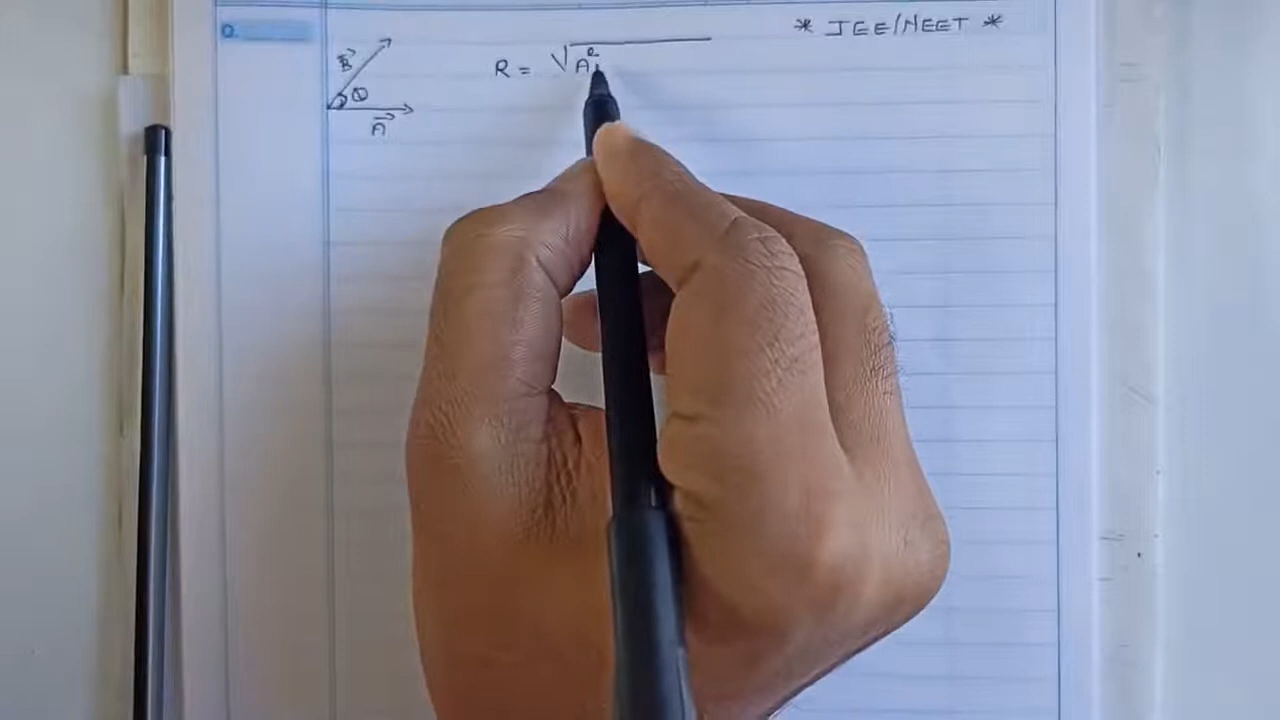 * JEE/NEET *
R = √A²
B⃗
θ
A⃗